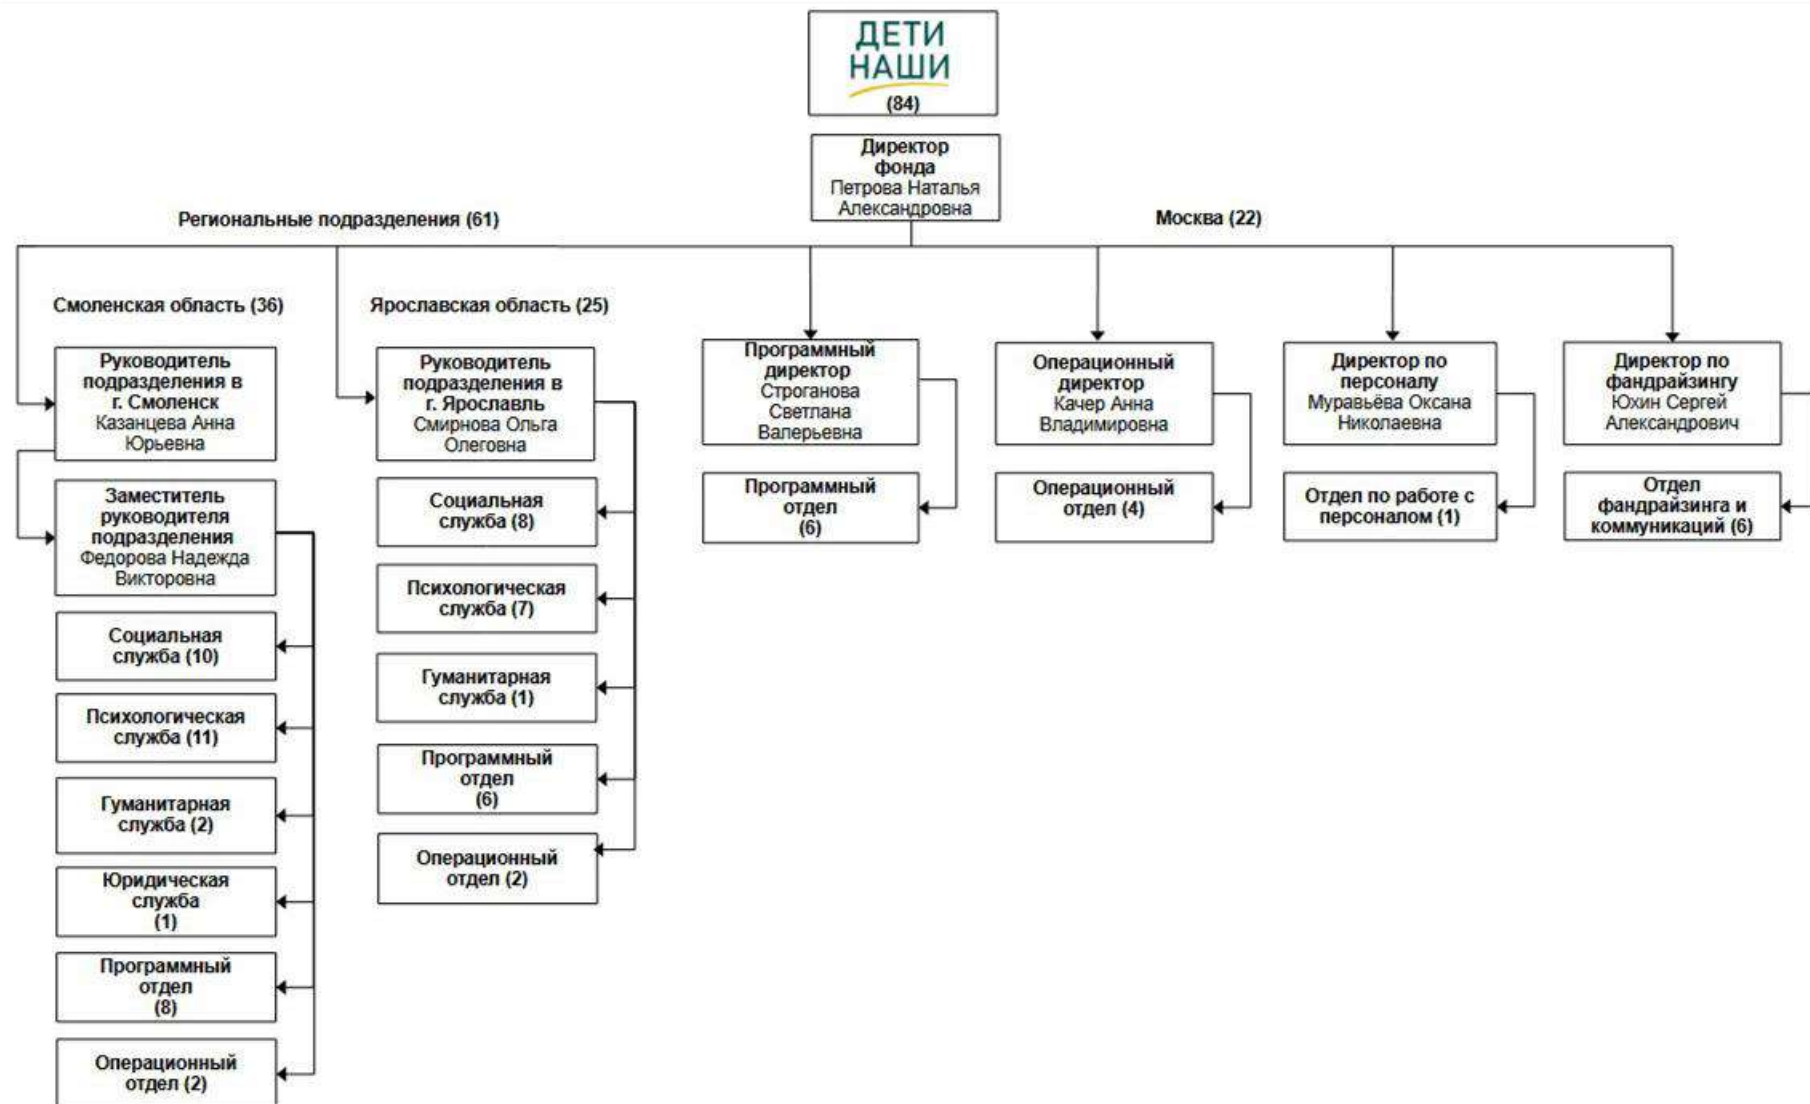 ДЕТИ
НАШИ
(84)
Директор
фонда
Петрова Наталья
Александровна
Региональные подразделения (61)
Москва (22)
Смоленская область (36)
Руководитель
подразделения в
г. Смоленск
Казанцева Анна
Юрьевна
Заместитель
руководителя
подразделения
Федорова Надежда
Викторовна
Социальная
служба (10)
Психологическая
служба (11)
Гуманитарная
служба (2)
Юридическая
служба
(1)
Программный
отдел
(8)
Операционный
отдел (2)
Ярославская область (25)
Руководитель
подразделения в
г. Ярославль
Смирнова Ольга
Олеговна
Социальная
служба (8)
Психологическая
служба (7)
Гуманитарная
служба (1)
Программный
отдел
(6)
Операционный
отдел (2)
Программный
директор
Строганова
Светлана
Валерьевна
Программный
отдел
(6)
Операционный
директор
Качер Анна
Владимировна
Операционный
отдел (4)
Директор по
персоналу
Муравьёва Оксана
Николаевна
Отдел по работе с
персоналом (1)
Директор по
фандрайзингу
Юхин Сергей
Александрович
Отдел
фандрайзинга и
коммуникаций (6)